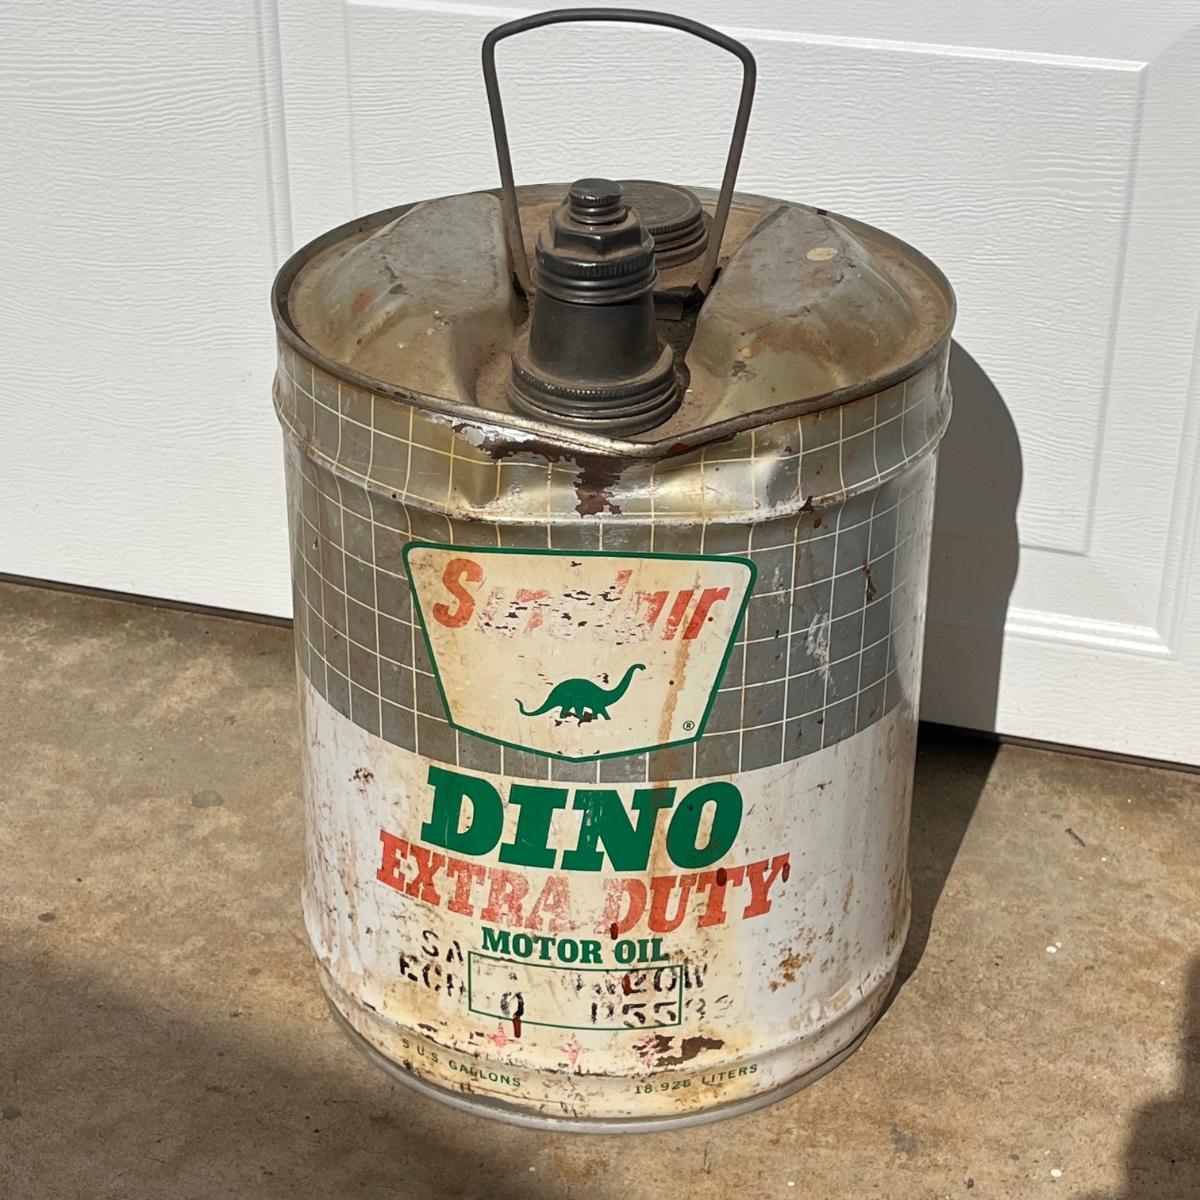 Sinclair
®
DINO
EXTRA DUTY
MOTOR OIL
5 U.S. GALLONS 18.925 LITERS